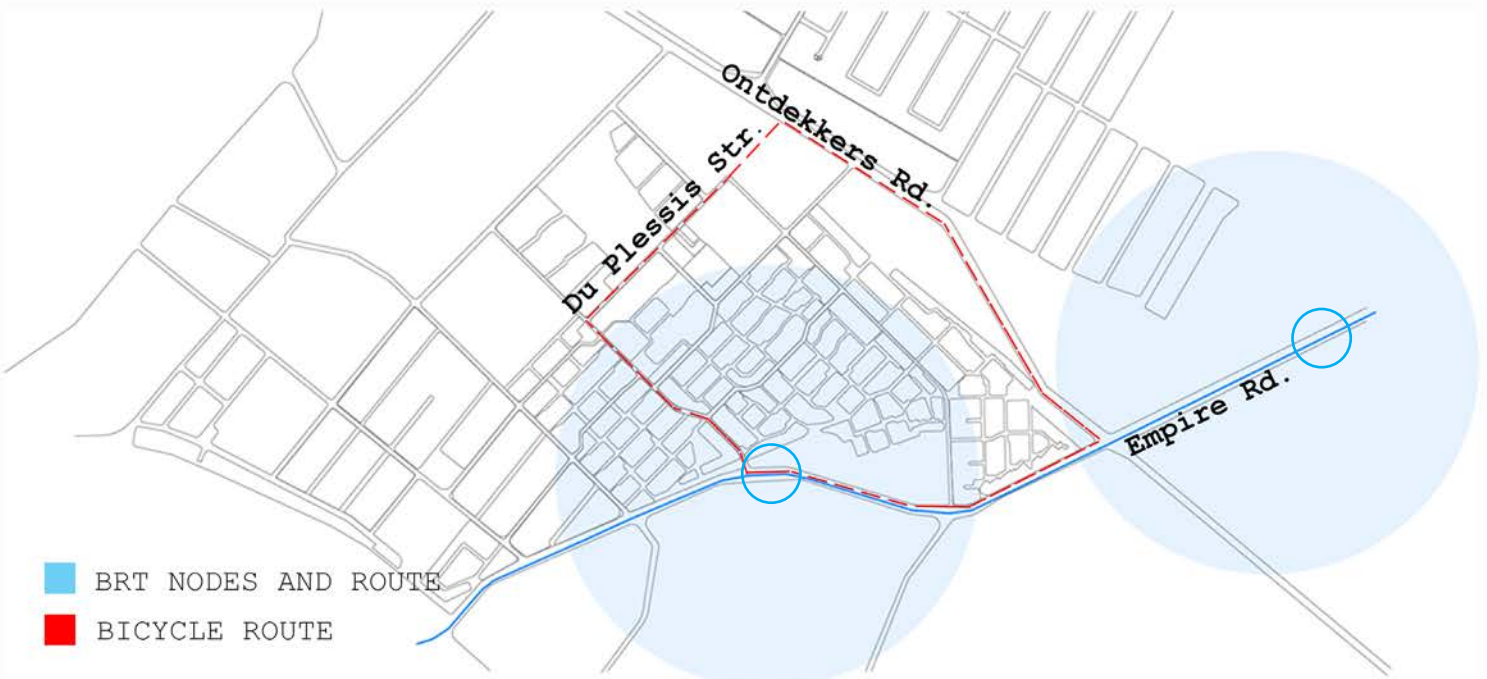 Ontdekkers Rd.
Du Plessis Str.
Empire Rd.
BRT NODES AND ROUTE
BICYCLE ROUTE